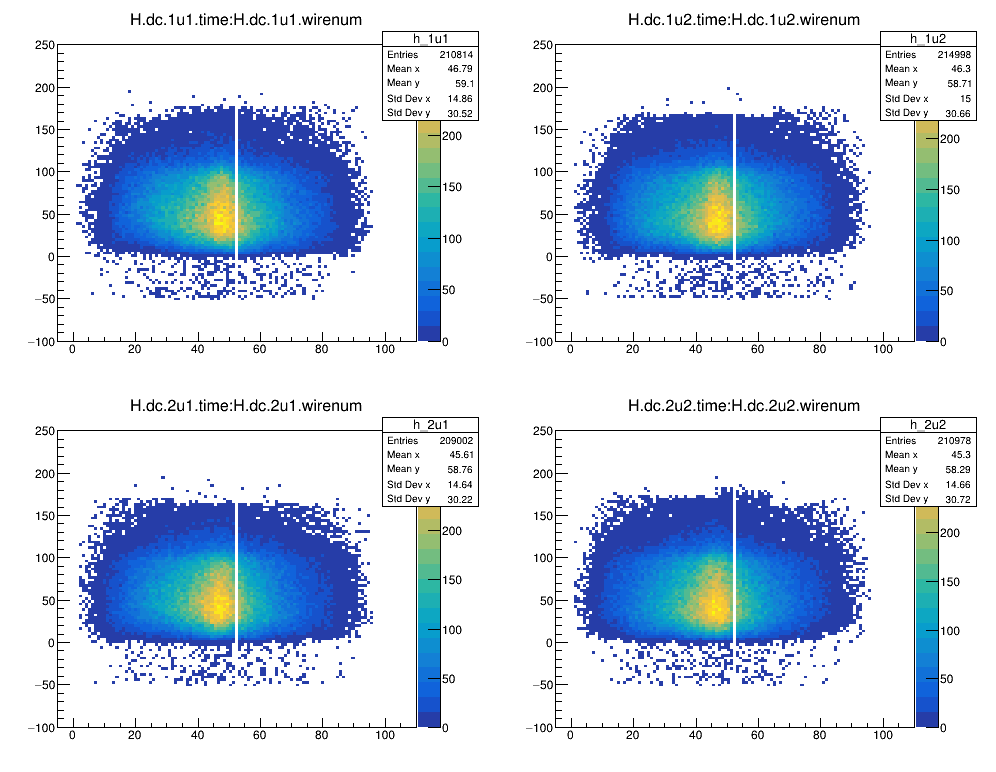 H.dc.1u1.time:H.dc.1u1.wirenum
h_1u1
Entries 210814
Mean x 46.79
Mean y 59.1
Std Dev x 14.86
Std Dev y 30.52
250
200
150
100
50
0
−50
−100
0 20 40 60 80 100
200
150
100
50
0
H.dc.1u2.time:H.dc.1u2.wirenum
h_1u2
Entries 214998
Mean x 46.3
Mean y 58.71
Std Dev x 15
Std Dev y 30.66
250
200
150
100
50
0
−50
−100
0 20 40 60 80 100
200
150
100
50
0
H.dc.2u1.time:H.dc.2u1.wirenum
h_2u1
Entries 209002
Mean x 45.61
Mean y 58.76
Std Dev x 14.64
Std Dev y 30.22
250
200
150
100
50
0
−50
−100
0 20 40 60 80 100
200
150
100
50
0
H.dc.2u2.time:H.dc.2u2.wirenum
h_2u2
Entries 210978
Mean x 45.3
Mean y 58.29
Std Dev x 14.66
Std Dev y 30.72
250
200
150
100
50
0
−50
−100
0 20 40 60 80 100
200
150
100
50
0